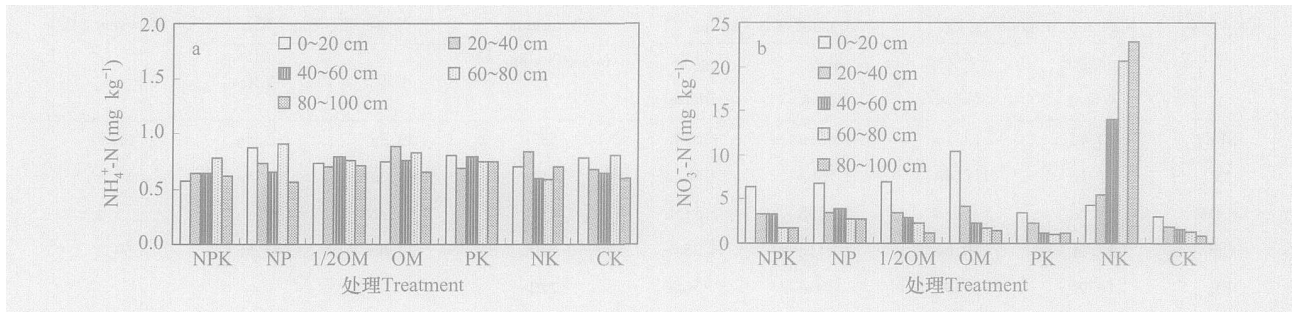 a
2.0
1.5
1.0
0.5
0.0
NH₄⁺-N (mg kg⁻¹)
0~20 cm
20~40 cm
40~60 cm
60~80 cm
80~100 cm
NPK NP 1/2OM OM PK NK CK
处理Treatment
b
25
20
15
10
5
0
NO₃⁻-N (mg kg⁻¹)
0~20 cm
20~40 cm
40~60 cm
60~80 cm
80~100 cm
NPK NP 1/2OM OM PK NK CK
处理Treatment